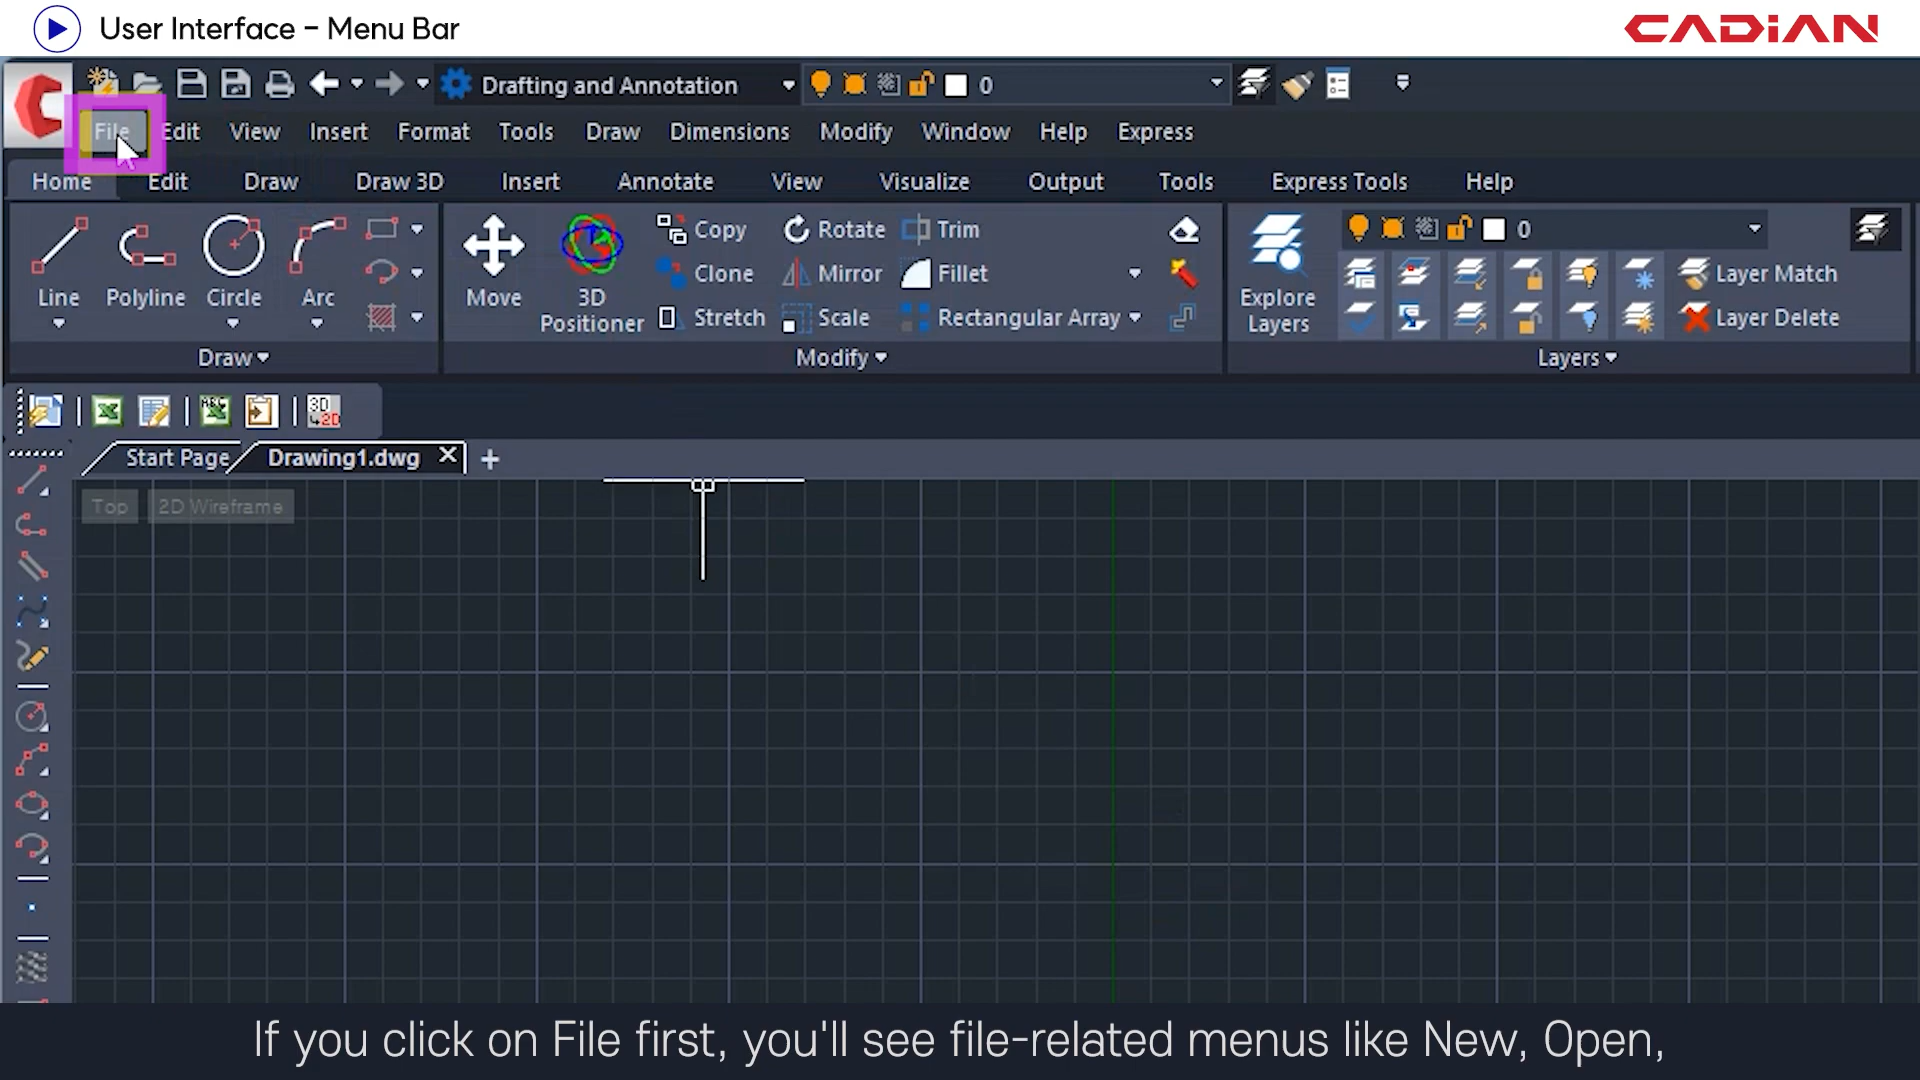 User Interface – Menu Bar
CADiAN
Drafting and Annotation
0
File Edit View Insert Format Tools Draw Dimensions Modify Window Help Express
Home Edit Draw Draw 3D Insert Annotate View Visualize Output Tools Express Tools Help
Copy Rotate Trim 0
Clone Mirror Fillet Layer Match
Line Polyline Circle Arc Move 3D Positioner Explore Layers
Stretch Scale Rectangular Array Layer Delete
Draw Modify Layers
ABC 3D
2D
Start Page Drawing1.dwg +
Top 2D Wireframe
If you click on File first, you'll see file-related menus like New, Open,